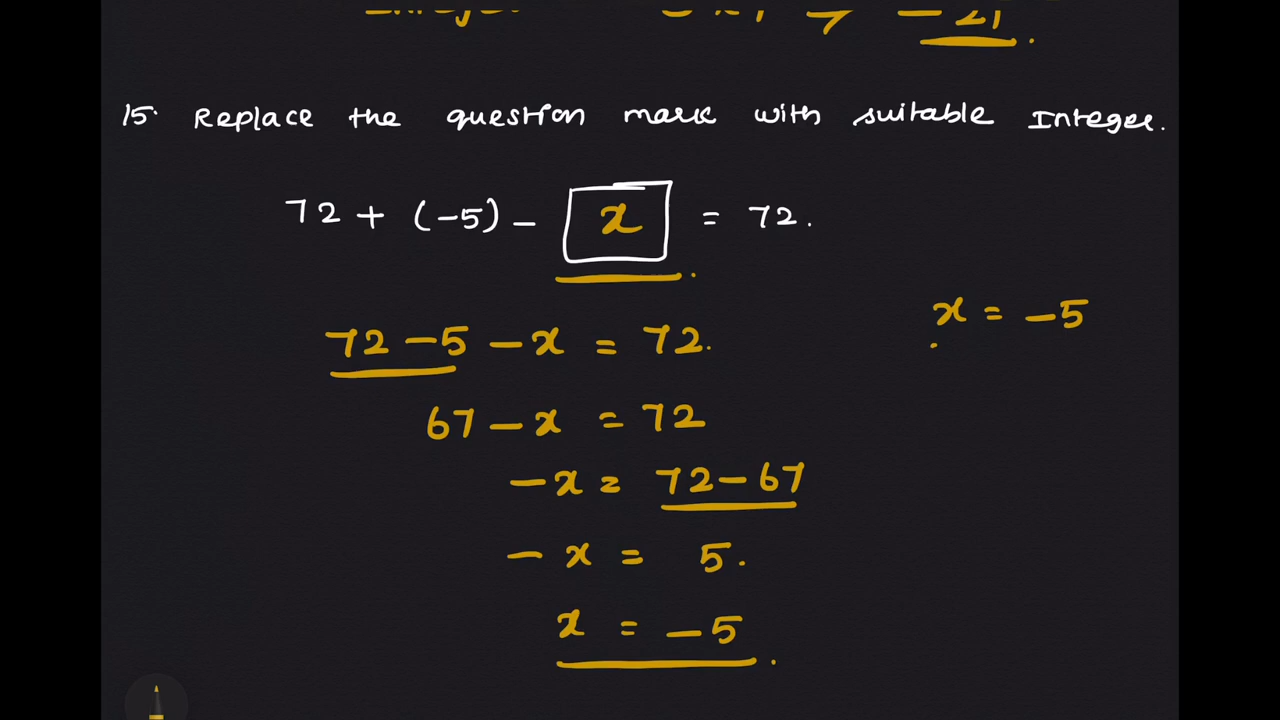 → -21.
15. Replace the question mark with suitable Integer.
72 + (-5) - x = 72.
72 - 5 - x = 72.
x = -5
67 - x = 72
-x = 72 - 67
- x = 5.
x = -5.